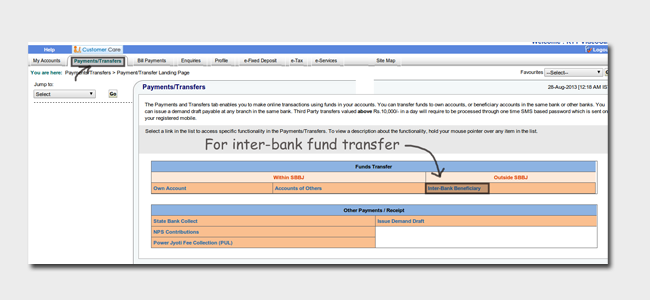 Help Customer Care Logou
My Accounts Payments/Transfers Bill Payments Enquires Profile e-Fixed Deposit e-Tax e-Services Site Map
You are here: Payments/Transfers > Payment/Transfer Landing Page Favourites --Select--
Jump to:
Select Go
Payments/Transfers
28-Aug-2013 [12:18 AM IST
The Payments and Transfers tab enables you to make online transactions using funds in your accounts. You can transfer funds to own accounts, or beneficiary accounts in the same bank or other banks. You
can issue a demand draft payable at any branch in the same bank. Third Party transfers valued above Rs.10,000/- in a day will require to be processed through one time SMS based password which is sent on
your registered mobile.
Select a link in the list to access specific functionality in the Payments/Transfers. To view a description about the functionality, hold your mouse pointer over any item in the list.
For inter-bank fund transfer
Funds Transfer
Within SBBJ Outside SBBJ
Own Account Accounts of Others Inter-Bank Beneficiary
Other Payments / Receipt
State Bank Collect Issue Demand Draft
NPS Contributions
Power Jyoti Fee Collection (PUL)